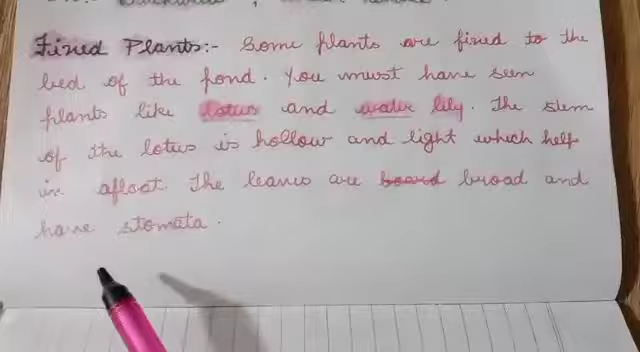 Fixed Plants:- Some plants are fixed to the
bed of the pond. You must have seen
plants like lotus and water lily. The stem
of the lotus is hollow and light which help
in afloat. The leaves are broad and
have stomata.